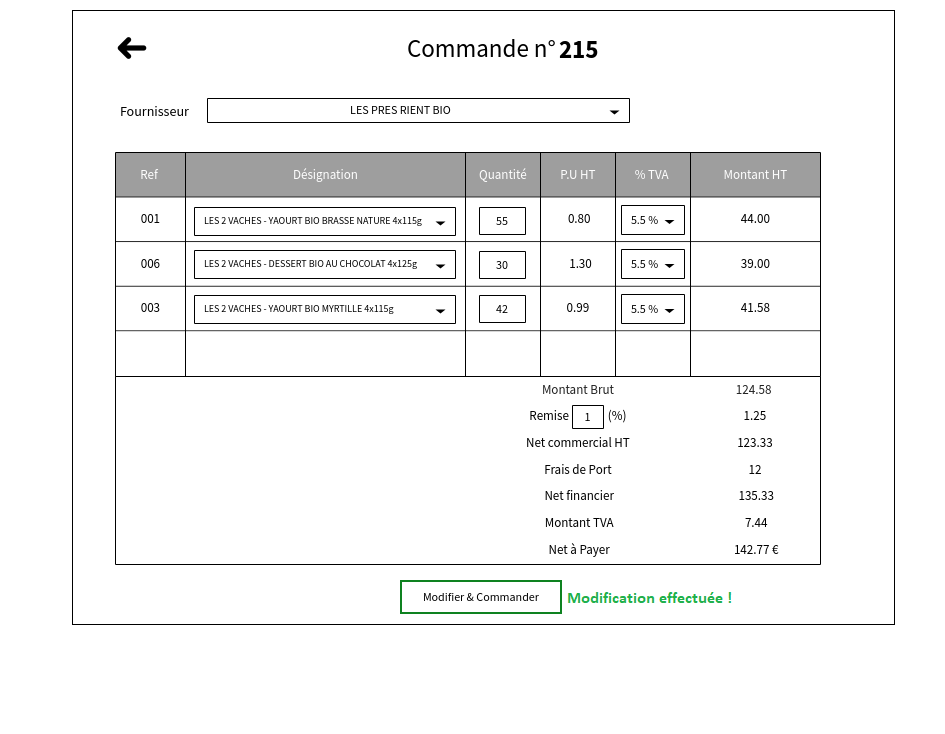 Commande n° 215
Fournisseur LES PRES RIENT BIO
Ref Désignation Quantité P.U HT % TVA Montant HT
001 LES 2 VACHES - YAOURT BIO BRASSE NATURE 4x115g 55 0.80 5.5 % 44.00
006 LES 2 VACHES - DESSERT BIO AU CHOCOLAT 4x125g 30 1.30 5.5 % 39.00
003 LES 2 VACHES - YAOURT BIO MYRTILLE 4x115g 42 0.99 5.5 % 41.58
Montant Brut 124.58
Remise 1 (%) 1.25
Net commercial HT 123.33
Frais de Port 12
Net financier 135.33
Montant TVA 7.44
Net à Payer 142.77 €
Modifier & Commander Modification effectuée !